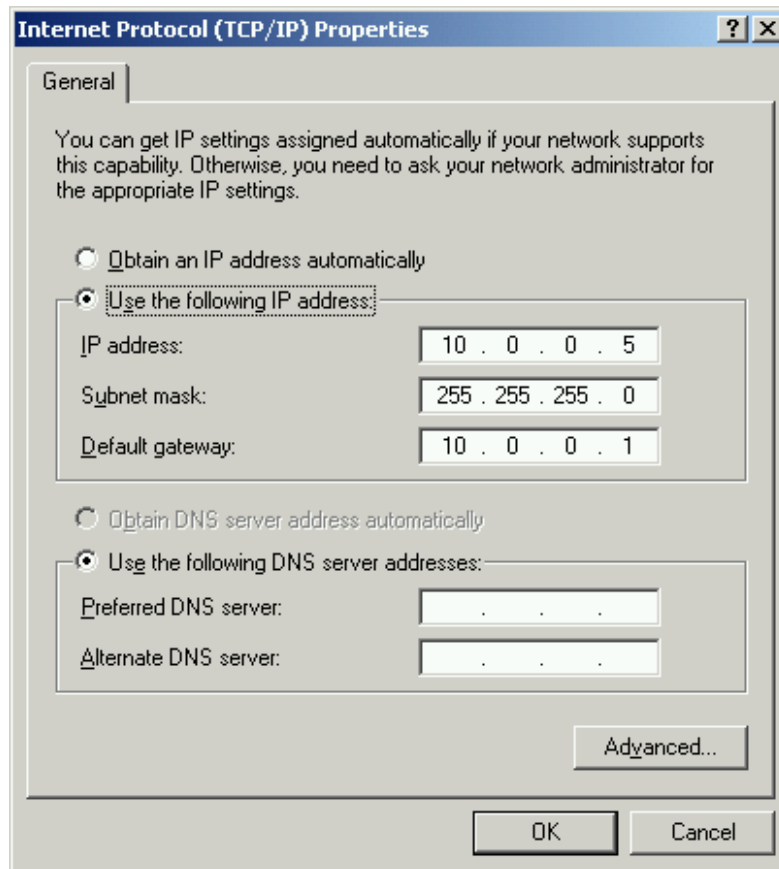 Internet Protocol (TCP/IP) Properties
General
You can get IP settings assigned automatically if your network supports
this capability. Otherwise, you need to ask your network administrator for
the appropriate IP settings.
Obtain an IP address automatically
Use the following IP address:
IP address: 10 . 0 . 0 . 5
Subnet mask: 255 . 255 . 255 . 0
Default gateway: 10 . 0 . 0 . 1
Obtain DNS server address automatically
Use the following DNS server addresses:
Preferred DNS server: . . .
Alternate DNS server: . . .
Advanced...
OK Cancel